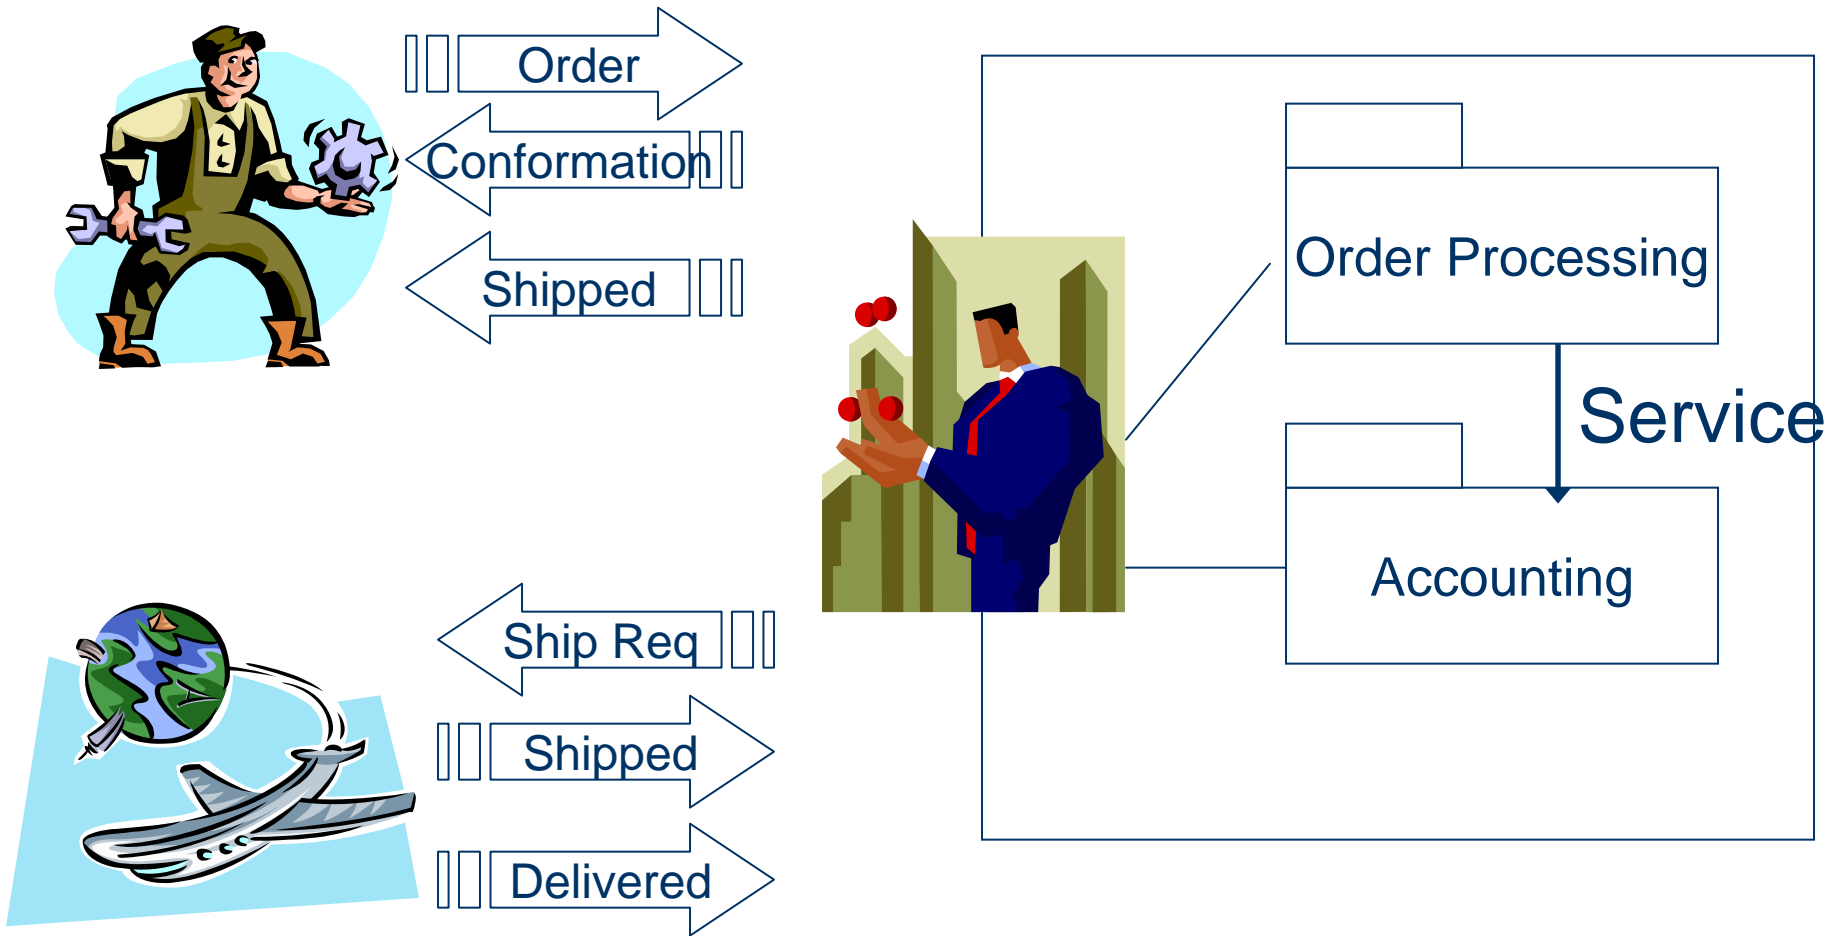 Order
Conformation
Shipped
Order Processing
Service
Accounting
Ship Req
Shipped
Delivered